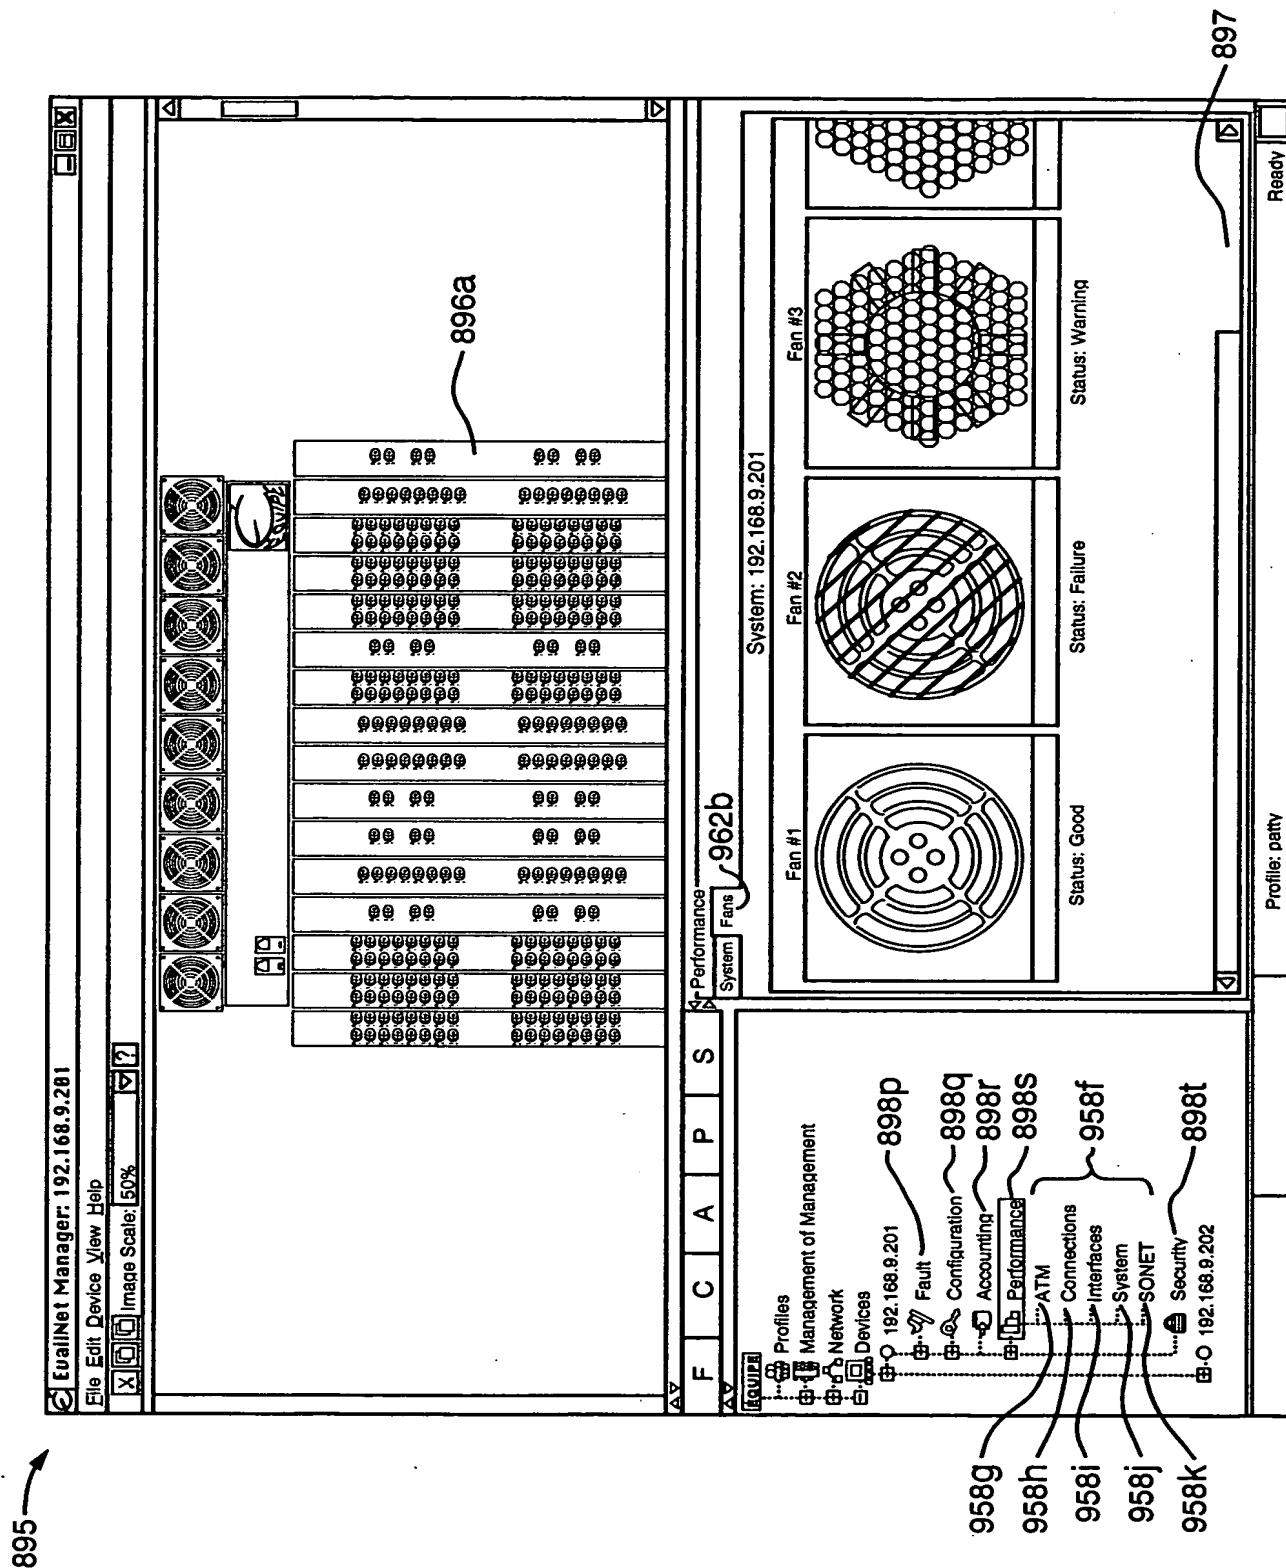 895
EuallNet Manager: 192.168.9.201
File Edit Device View Help
Image Scale: 50%
?
EQUIPE
896a
F C A P S
EQUIPE
Profiles
Management of Management
Network
Devices
192.168.9.201
Fault
Configuration
Accounting
Performance
ATM
Connections
Interfaces
System
SONET
Security
192.168.9.202
898p
898q
898r
898s
958f
898t
958g
958h
958i
958j
958k
Performance
System Fans
962b
System: 192.168.9.201
Fan #1
Fan #2
Fan #3
Status: Good
Status: Failure
Status: Warning
897
Profile: patty
Ready